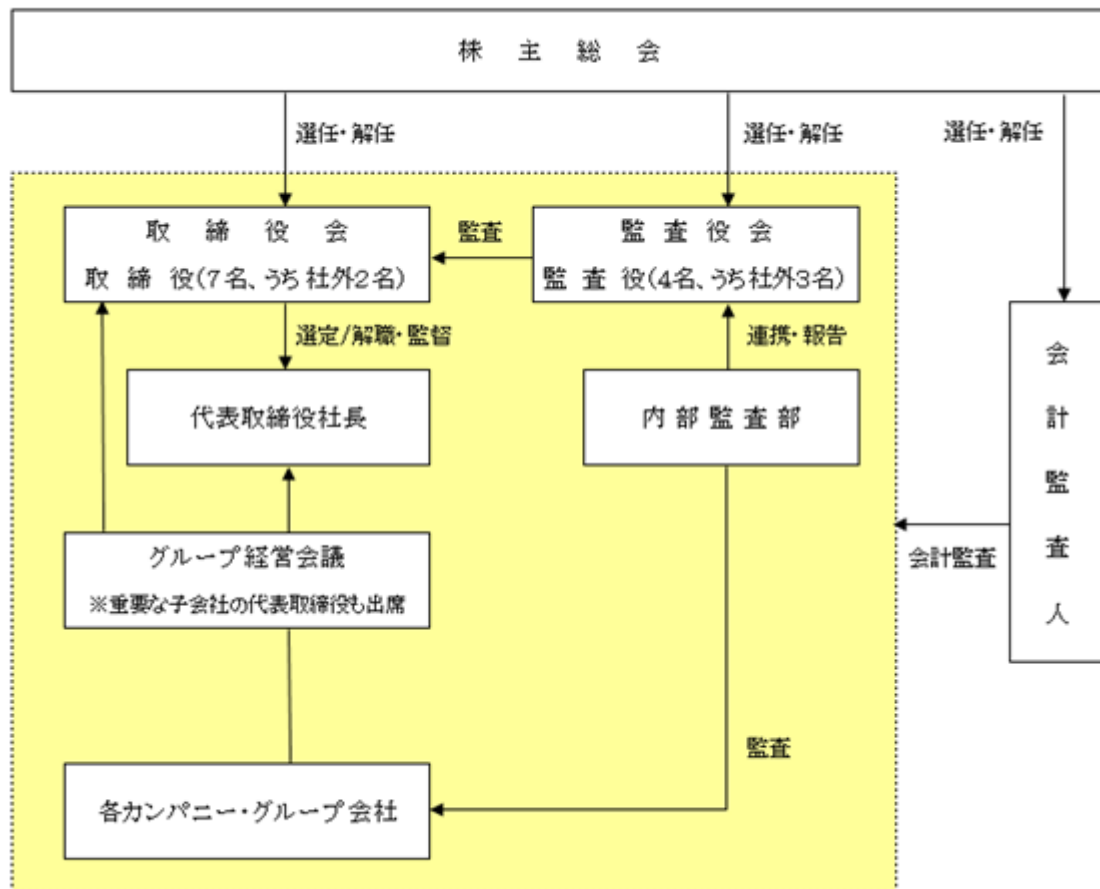 株主総会
選任・解任
選任・解任
選任・解任
取締役会
取締役(7名、うち社外2名)
監査
監査役会
監査役(4名、うち社外3名)
選定/解職・監督
連携・報告
代表取締役社長
内部監査部
会計監査人
グループ経営会議
※重要な子会社の代表取締役も出席
会計監査
監査
各カンパニー・グループ会社